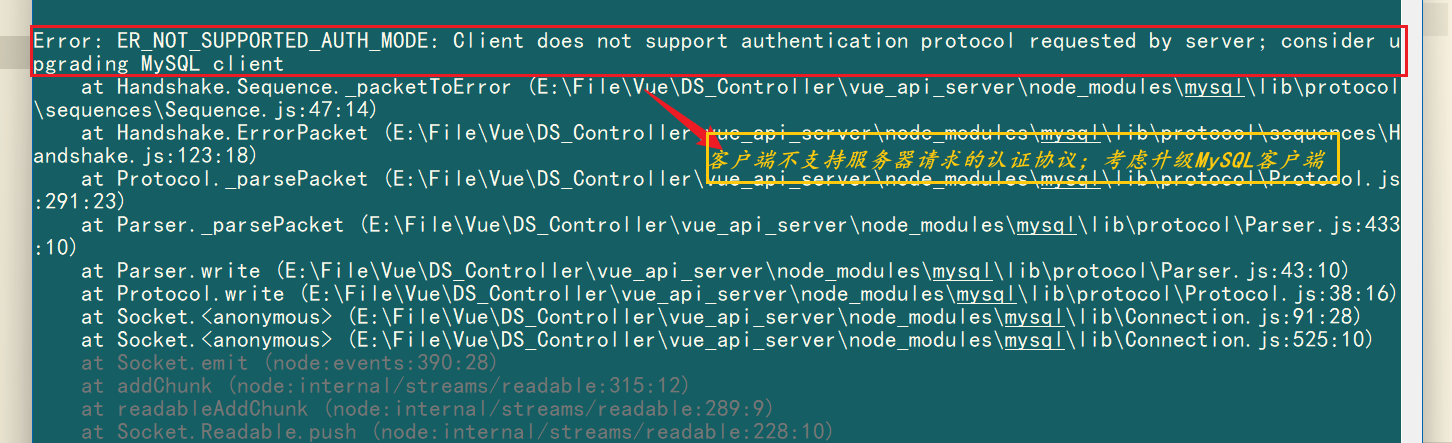 Error: ER_NOT_SUPPORTED_AUTH_MODE: Client does not support authentication protocol requested by server; consider u
pgrading MySQL client
    at Handshake.Sequence._packetToError (E:\File\Vue\DS_Controller\vue_api_server\node_modules\mysql\lib\protocol
\sequences\Sequence.js:47:14)
    at Handshake.ErrorPacket (E:\File\Vue\DS_Controller\vue_api_server\node_modules\mysql\lib\protocol\sequences\H
andshake.js:123:18)
客户端不支持服务器请求的认证协议；考虑升级MySQL客户端
    at Protocol._parsePacket (E:\File\Vue\DS_Controller\vue_api_server\node_modules\mysql\lib\protocol\Protocol.js
:291:23)
    at Parser._parsePacket (E:\File\Vue\DS_Controller\vue_api_server\node_modules\mysql\lib\protocol\Parser.js:433
:10)
    at Parser.write (E:\File\Vue\DS_Controller\vue_api_server\node_modules\mysql\lib\protocol\Parser.js:43:10)
    at Protocol.write (E:\File\Vue\DS_Controller\vue_api_server\node_modules\mysql\lib\protocol\Protocol.js:38:16)
    at Socket.<anonymous> (E:\File\Vue\DS_Controller\vue_api_server\node_modules\mysql\lib\Connection.js:91:28)
    at Socket.<anonymous> (E:\File\Vue\DS_Controller\vue_api_server\node_modules\mysql\lib\Connection.js:525:10)
    at Socket.emit (node:events:390:28)
    at addChunk (node:internal/streams/readable:315:12)
    at readableAddChunk (node:internal/streams/readable:289:9)
    at Socket.Readable.push (node:internal/streams/readable:228:10)